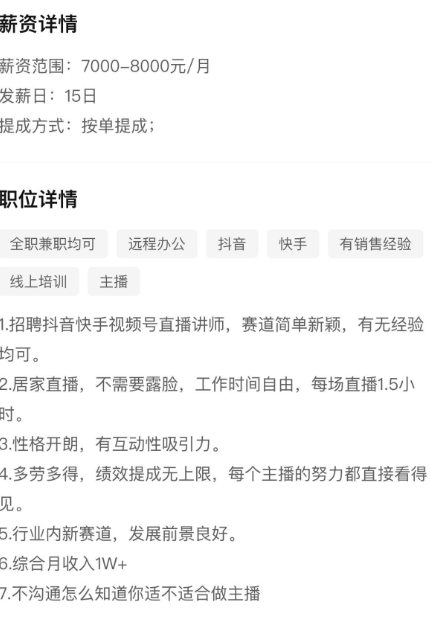 薪资详情
薪资范围：7000-8000元/月
发薪日：15日
提成方式：按单提成；
职位详情
全职兼职均可 远程办公 抖音 快手 有销售经验
线上培训 主播
1.招聘抖音快手视频号直播讲师，赛道简单新颖，有无经验
均可。
2.居家直播，不需要露脸，工作时间自由，每场直播1.5小
时。
3.性格开朗，有互动性吸引力。
4.多劳多得，绩效提成无上限，每个主播的努力都直接看得
见。
5.行业内新赛道，发展前景良好。
6.综合月收入1W+
7.不沟通怎么知道你适不适合做主播